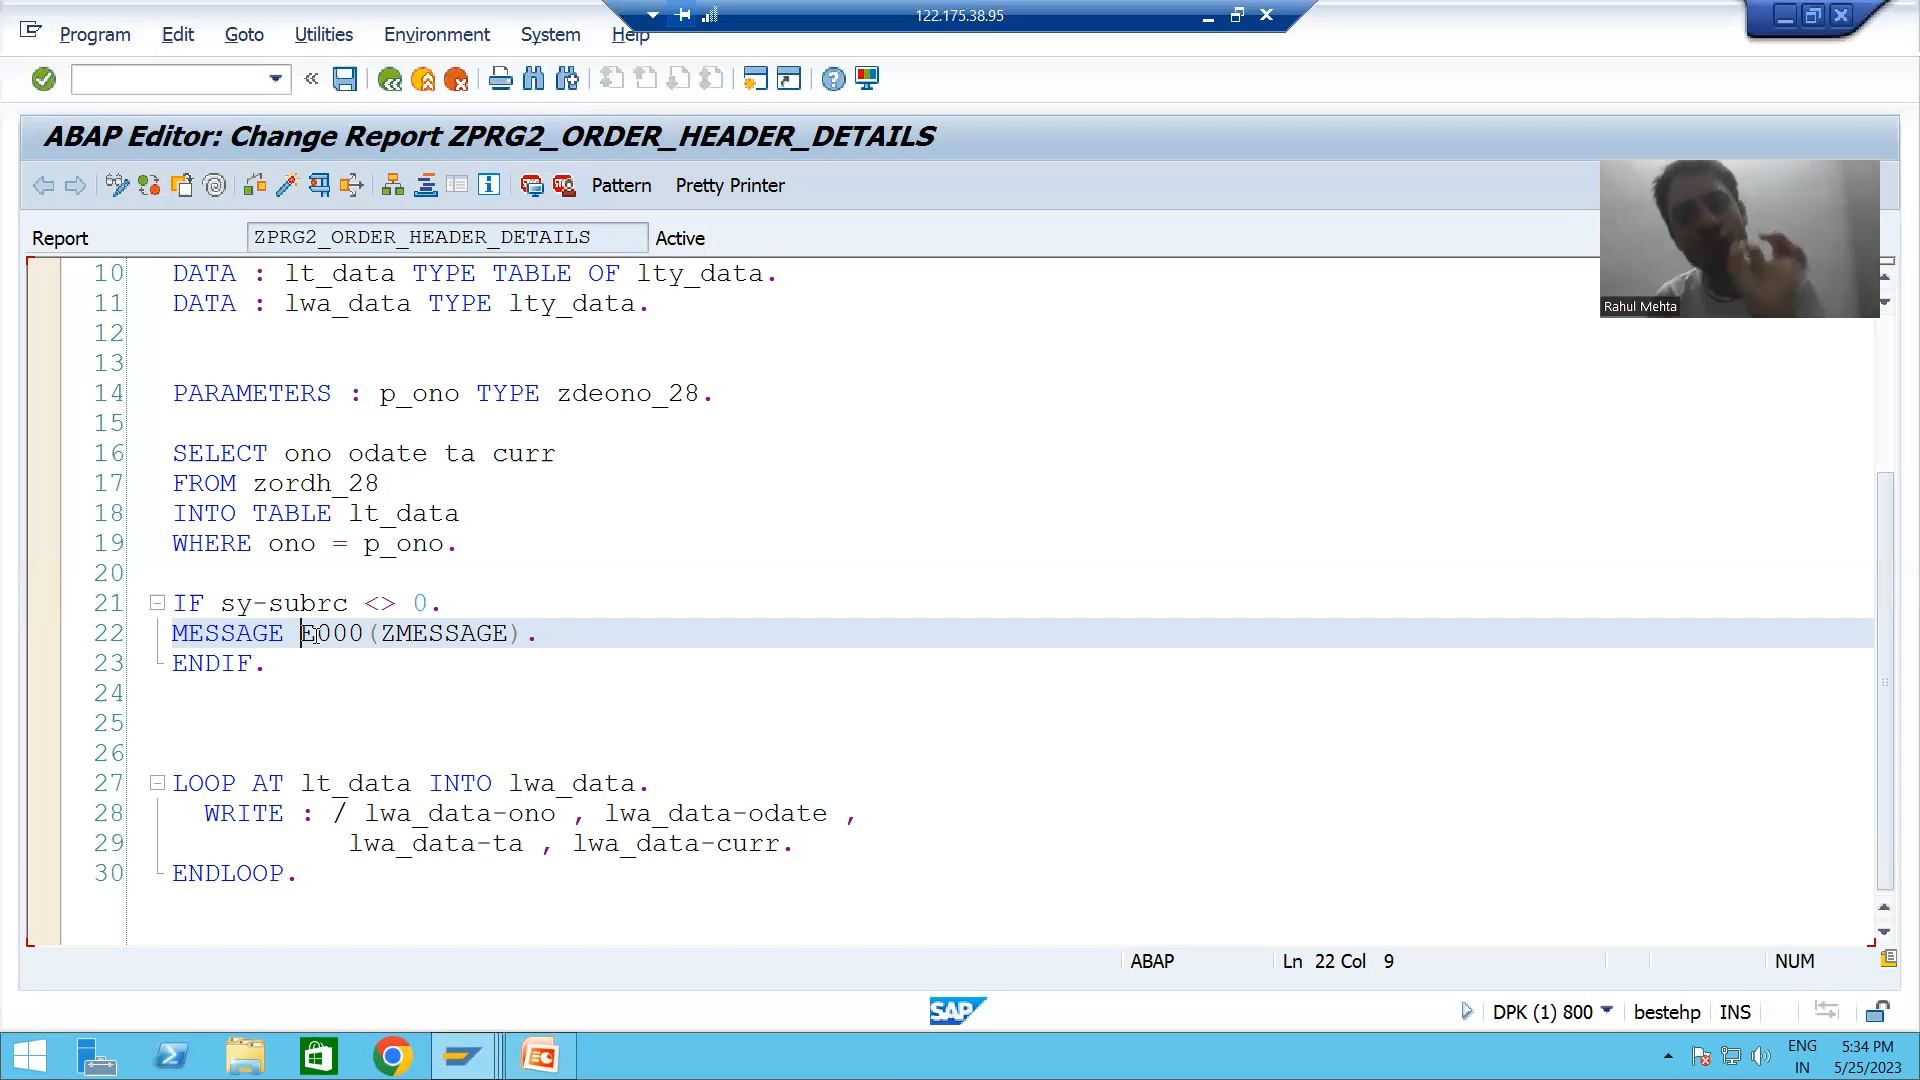 122.175.38.95
Program Edit Goto Utilities Environment System Help
ABAP Editor: Change Report ZPRG2_ORDER_HEADER_DETAILS
Pattern Pretty Printer
Report ZPRG2_ORDER_HEADER_DETAILS Active
Rahul Mehta
10 DATA : lt_data TYPE TABLE OF lty_data.
11 DATA : lwa_data TYPE lty_data.
12
13
14 PARAMETERS : p_ono TYPE zdeono_28.
15
16 SELECT ono odate ta curr
17 FROM zordh_28
18 INTO TABLE lt_data
19 WHERE ono = p_ono.
20
21 IF sy-subrc <> 0.
22 MESSAGE E000(ZMESSAGE).
23 ENDIF.
24
25
26
27 LOOP AT lt_data INTO lwa_data.
28 WRITE : / lwa_data-ono , lwa_data-odate ,
29 lwa_data-ta , lwa_data-curr.
30 ENDLOOP.
ABAP Ln 22 Col 9 NUM
SAP DPK (1) 800 bestehp INS
ENG 5:34 PM
IN 5/25/2023